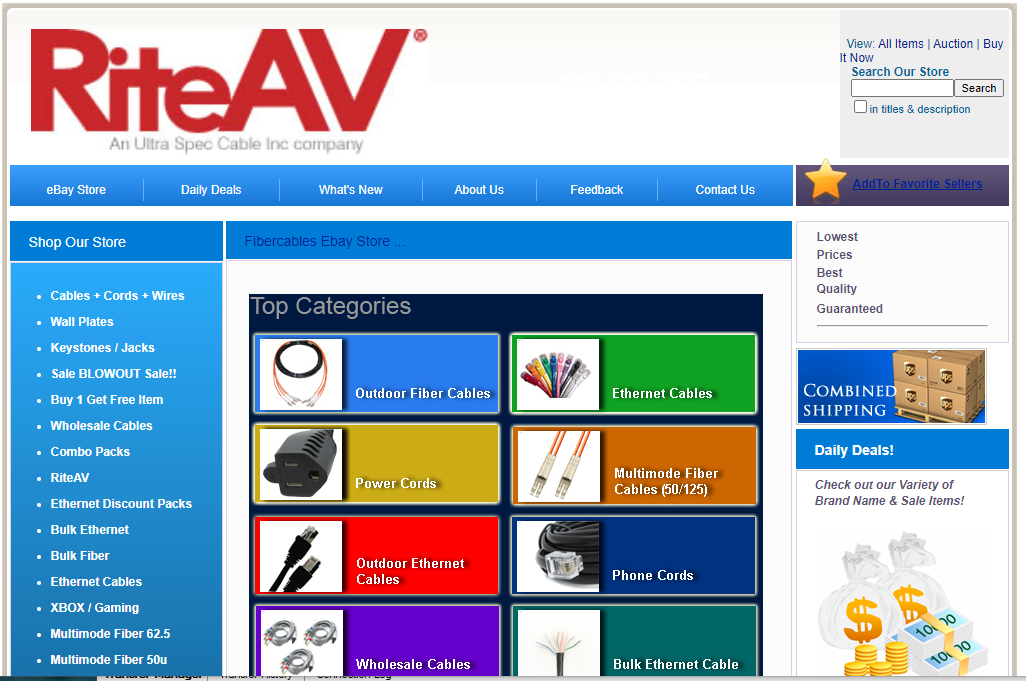 RiteAV®
An Ultra Spec Cable Inc company
View: All Items | Auction | Buy
It Now
Search Our Store
Search
in titles & description
eBay Store
Daily Deals
What's New
About Us
Feedback
Contact Us
AddTo Favorite Sellers
Shop Our Store
Cables + Cords + Wires
Wall Plates
Keystones / Jacks
Sale BLOWOUT Sale!!
Buy 1 Get Free Item
Wholesale Cables
Combo Packs
RiteAV
Ethernet Discount Packs
Bulk Ethernet
Bulk Fiber
Ethernet Cables
XBOX / Gaming
Multimode Fiber 62.5
Multimode Fiber 50u
Fibercables Ebay Store ...
Top Categories
Outdoor Fiber Cables
Ethernet Cables
Power Cords
Multimode Fiber
Cables (50/125)
Outdoor Ethernet
Cables
Phone Cords
Wholesale Cables
Bulk Ethernet Cable
Lowest
Prices
Best
Quality
Guaranteed
COMBINED
SHIPPING
ups
ups
ups
ups
Daily Deals!
Check out our Variety of
Brand Name & Sale Items!
$
$
1000
1000
Transfer Manager
Transfer History
Connection Log